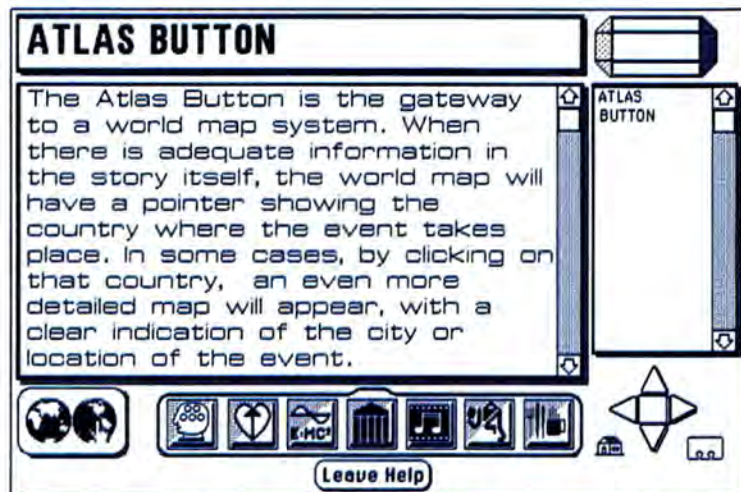 ATLAS BUTTON
The Atlas Button is the gateway
to a world map system. When
there is adequate information in
the story itself, the world map will
have a pointer showing the
country where the event takes
place. In some cases, by clicking on
that country, an even more
detailed map will appear, with a
clear indication of the city or
location of the event.
ATLAS
BUTTON
E=MC²
Leave Help